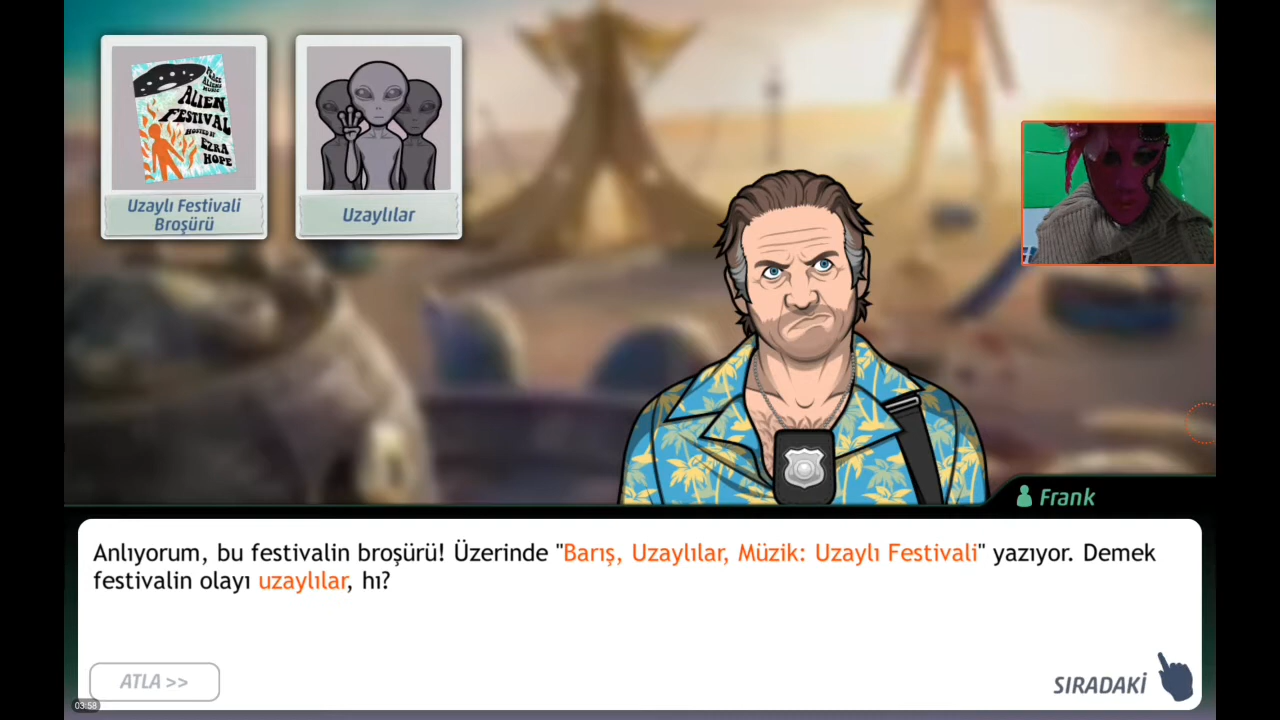 PEACE
ALIENS
MUSIC
ALIEN
FESTIVAL
HOSTED BY
EZRA
HOPE
Uzaylı Festivali
Broşürü
Uzaylılar
Frank
Anlıyorum, bu festivalin broşürü! Üzerinde "Barış, Uzaylılar, Müzik: Uzaylı Festivali" yazıyor. Demek
festivalin olayı uzaylılar, hı?
ATLA >>
SIRADAKİ
03:58